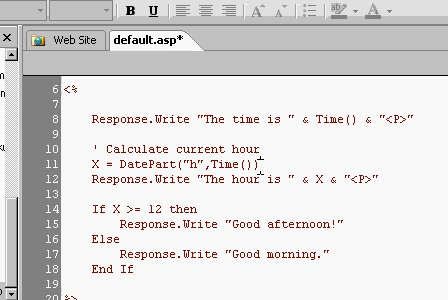 B U A A A
Web Site default.asp*
6 <%
7
8 Response.Write "The time is " & Time() & "<P>"
9
10 ' Calculate current hour
11 X = DatePart("h",Time())
12 Response.Write "The hour is " & X & "<P>"
13
14 If X >= 12 then
15 Response.Write "Good afternoon!"
16 Else
17 Response.Write "Good morning."
18 End If
19
20 %>